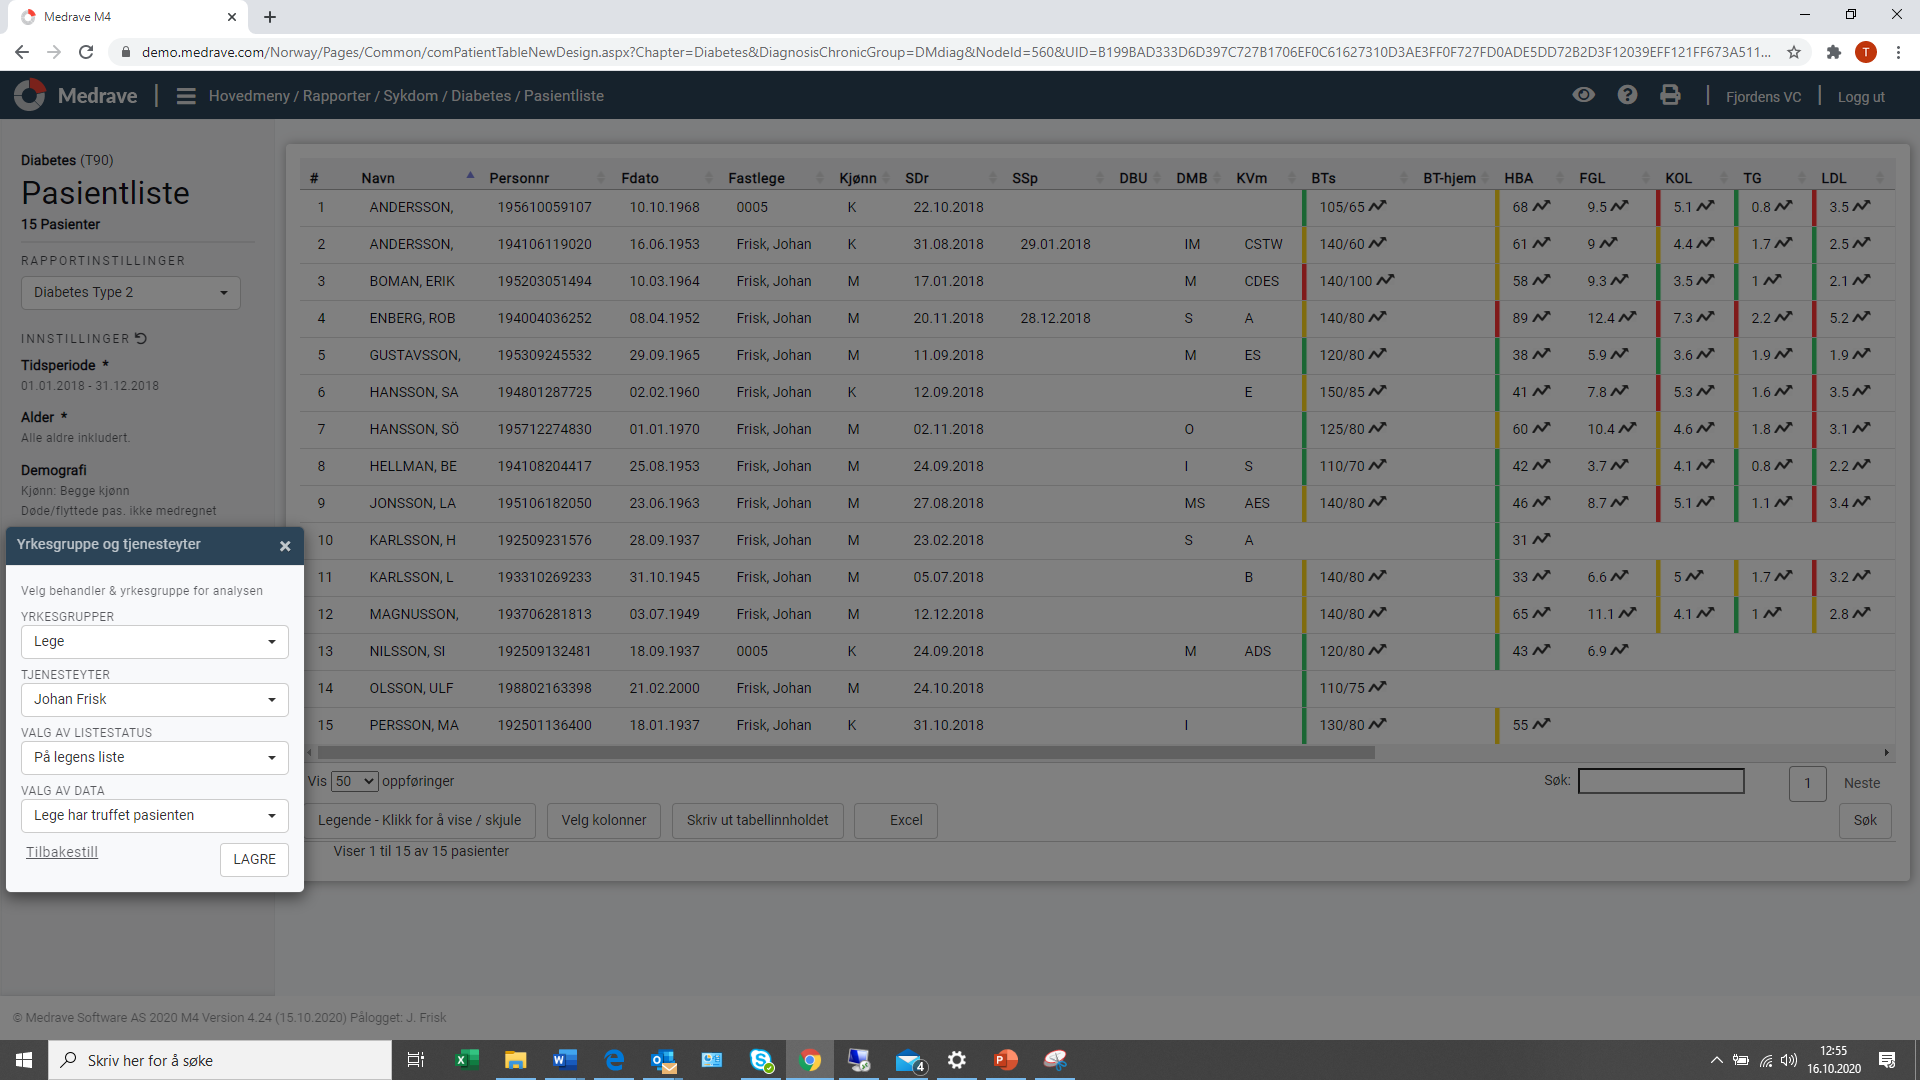 Medrave M4
demo.medrave.com/Norway/Pages/Common/comPatientTableNewDesign.aspx?Chapter=Diabetes&DiagnosisChronicGroup=DMdiag&NodeId=560&UID=B199BAD333D6D397C727B1706EF0C61627310D3AE3FF0F727FD0ADE5DD72B2D3F12039EFF121FF673A511...
T
Medrave | Hovedmeny / Rapporter / Sykdom / Diabetes / Pasientliste | Fjordens VC | Logg ut
Diabetes (T90)
Pasientliste
15 Pasienter
RAPPORTINSTILLINGER
Diabetes Type 2
INNSTILLINGER
Tidsperiode *
01.01.2018 - 31.12.2018
Alder *
Alle aldre inkludert.
Demografi
Kjønn: Begge kjønn
Døde/flyttede pas. ikke medregnet
Yrkesgruppe og tjenesteyter ×
Velg behandler & yrkesgruppe for analysen
YRKESGRUPPER
Lege
TJENESTEYTER
Johan Frisk
VALG AV LISTESTATUS
På legens liste
VALG AV DATA
Lege har truffet pasienten
Tilbakestill LAGRE
# Navn Personnr Fdato Fastlege Kjønn SDr SSp DBU DMB KVm BTs BT-hjem HBA FGL KOL TG LDL
1 ANDERSSON, 195610059107 10.10.1968 0005 K 22.10.2018 105/65 68 9.5 5.1 0.8 3.5
2 ANDERSSON, 194106119020 16.06.1953 Frisk, Johan K 31.08.2018 29.01.2018 IM CSTW 140/60 61 9 4.4 1.7 2.5
3 BOMAN, ERIK 195203051494 10.03.1964 Frisk, Johan M 17.01.2018 M CDES 140/100 58 9.3 3.5 1 2.1
4 ENBERG, ROB 194004036252 08.04.1952 Frisk, Johan M 20.11.2018 28.12.2018 S A 140/80 89 12.4 7.3 2.2 5.2
5 GUSTAVSSON, 195309245532 29.09.1965 Frisk, Johan M 11.09.2018 M ES 120/80 38 5.9 3.6 1.9 1.9
6 HANSSON, SA 194801287725 02.02.1960 Frisk, Johan K 12.09.2018 E 150/85 41 7.8 5.3 1.6 3.5
7 HANSSON, SÖ 195712274830 01.01.1970 Frisk, Johan M 02.11.2018 O 125/80 60 10.4 4.6 1.8 3.1
8 HELLMAN, BE 194108204417 25.08.1953 Frisk, Johan M 24.09.2018 I S 110/70 42 3.7 4.1 0.8 2.2
9 JONSSON, LA 195106182050 23.06.1963 Frisk, Johan M 27.08.2018 MS AES 140/80 46 8.7 5.1 1.1 3.4
10 KARLSSON, H 192509231576 28.09.1937 Frisk, Johan M 23.02.2018 S A 31
11 KARLSSON, L 193310269233 31.10.1945 Frisk, Johan M 05.07.2018 B 140/80 33 6.6 5 1.7 3.2
12 MAGNUSSON, 193706281813 03.07.1949 Frisk, Johan M 12.12.2018 140/80 65 11.1 4.1 1 2.8
13 NILSSON, SI 192509132481 18.09.1937 0005 K 24.09.2018 M ADS 120/80 43 6.9
14 OLSSON, ULF 198802163398 21.02.2000 Frisk, Johan M 24.10.2018 110/75
15 PERSSON, MA 192501136400 18.01.1937 Frisk, Johan K 31.10.2018 I 130/80 55
Vis 50 oppføringer Søk: 1 Neste
Legende - Klikk for å vise / skjule Velg kolonner Skriv ut tabellinnholdet Excel Søk
Viser 1 til 15 av 15 pasienter
© Medrave Software AS 2020 M4 Version 4.24 (15.10.2020) Pålogget: J. Frisk
Skriv her for å søke
4
12:55
16.10.2020